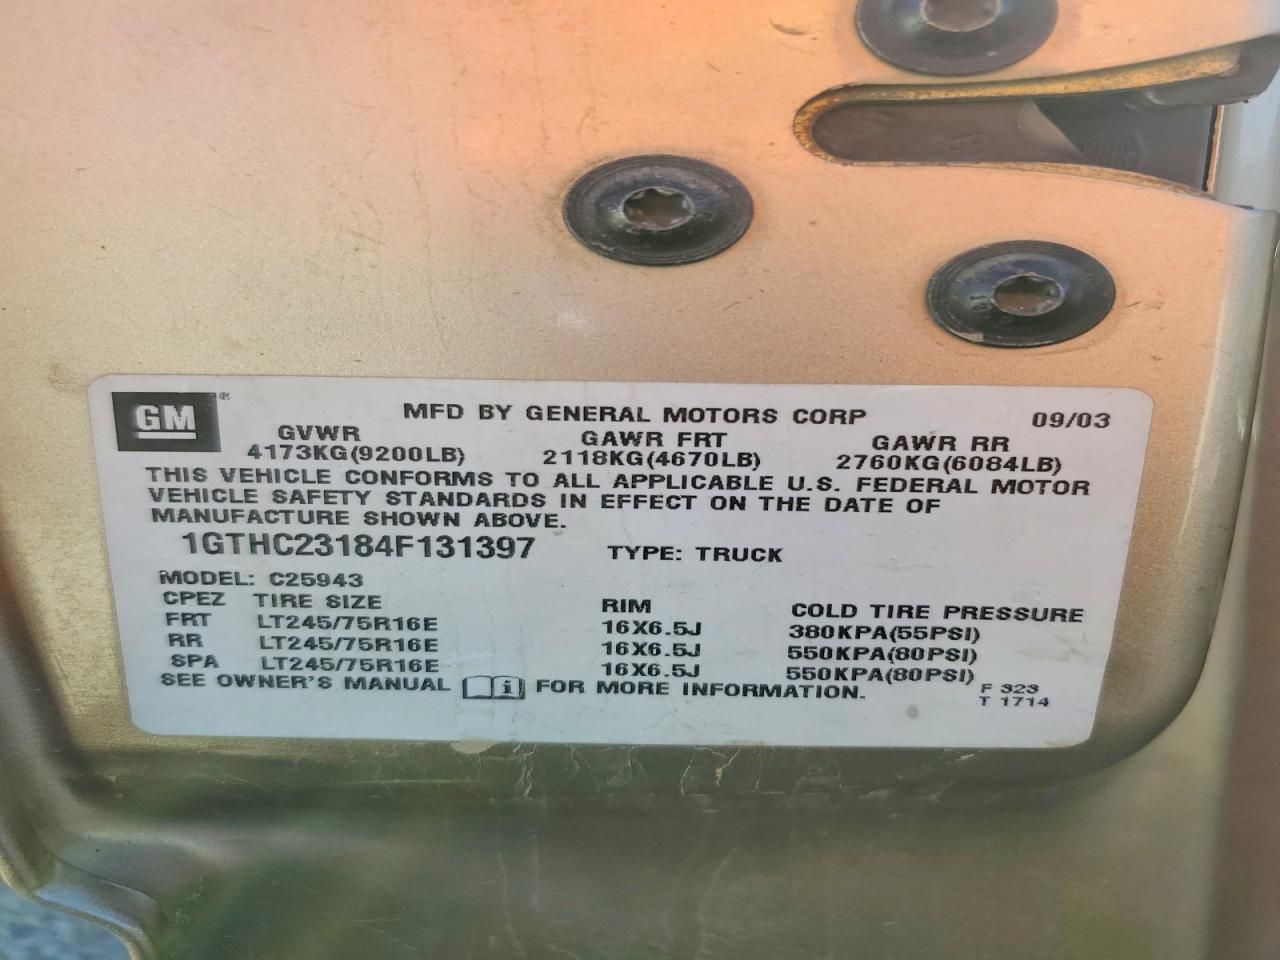 GM ®
MFD BY GENERAL MOTORS CORP 09/03
GVWR GAWR FRT GAWR RR
4173KG(9200LB) 2118KG(4670LB) 2760KG(6084LB)
THIS VEHICLE CONFORMS TO ALL APPLICABLE U.S. FEDERAL MOTOR
VEHICLE SAFETY STANDARDS IN EFFECT ON THE DATE OF
MANUFACTURE SHOWN ABOVE.
1GTHC23184F131397 TYPE: TRUCK
MODEL: C25943
CPEZ TIRE SIZE RIM COLD TIRE PRESSURE
FRT LT245/75R16E 16X6.5J 380KPA(55PSI)
RR LT245/75R16E 16X6.5J 550KPA(80PSI)
SPA LT245/75R16E 16X6.5J 550KPA(80PSI)
SEE OWNER'S MANUAL i FOR MORE INFORMATION.
F 323
T 1714